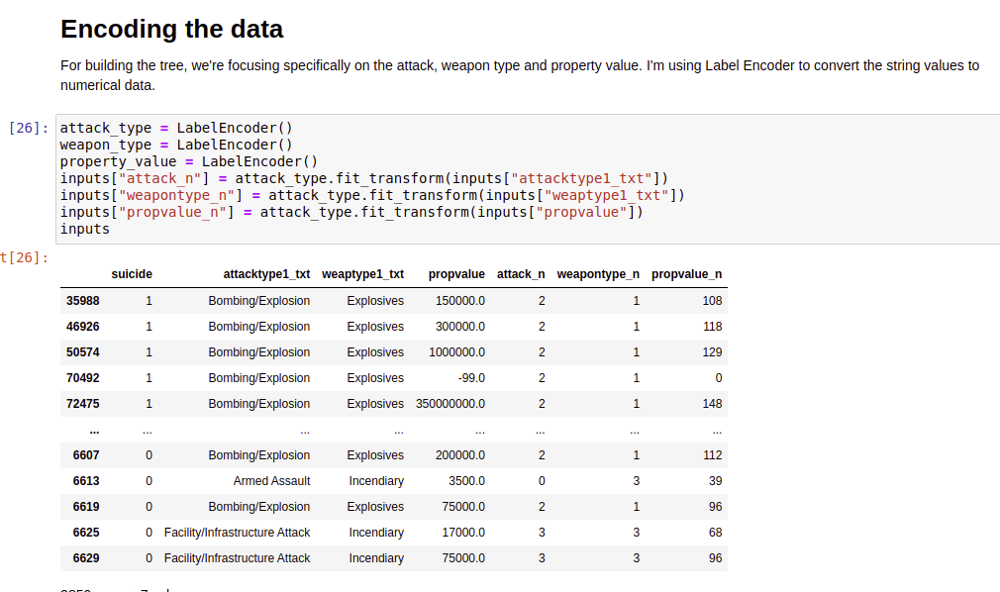 Encoding the data
For building the tree, we're focusing specifically on the attack, weapon type and property value. I'm using Label Encoder to convert the string values to
numerical data.
[26]: attack_type = LabelEncoder()
weapon_type = LabelEncoder()
property_value = LabelEncoder()
inputs["attack_n"] = attack_type.fit_transform(inputs["attacktype1_txt"])
inputs["weapontype_n"] = attack_type.fit_transform(inputs["weaptype1_txt"])
inputs["propvalue_n"] = attack_type.fit_transform(inputs["propvalue"])
inputs
t[26]:
suicide attacktype1_txt weaptype1_txt propvalue attack_n weapontype_n propvalue_n
35988 1 Bombing/Explosion Explosives 150000.0 2 1 108
46926 1 Bombing/Explosion Explosives 300000.0 2 1 118
50574 1 Bombing/Explosion Explosives 1000000.0 2 1 129
70492 1 Bombing/Explosion Explosives -99.0 2 1 0
72475 1 Bombing/Explosion Explosives 350000000.0 2 1 148
... ... ... ... ... ... ... ...
6607 0 Bombing/Explosion Explosives 200000.0 2 1 112
6613 0 Armed Assault Incendiary 3500.0 0 3 39
6619 0 Bombing/Explosion Explosives 75000.0 2 1 96
6625 0 Facility/Infrastructure Attack Incendiary 17000.0 3 3 68
6629 0 Facility/Infrastructure Attack Incendiary 75000.0 3 3 96